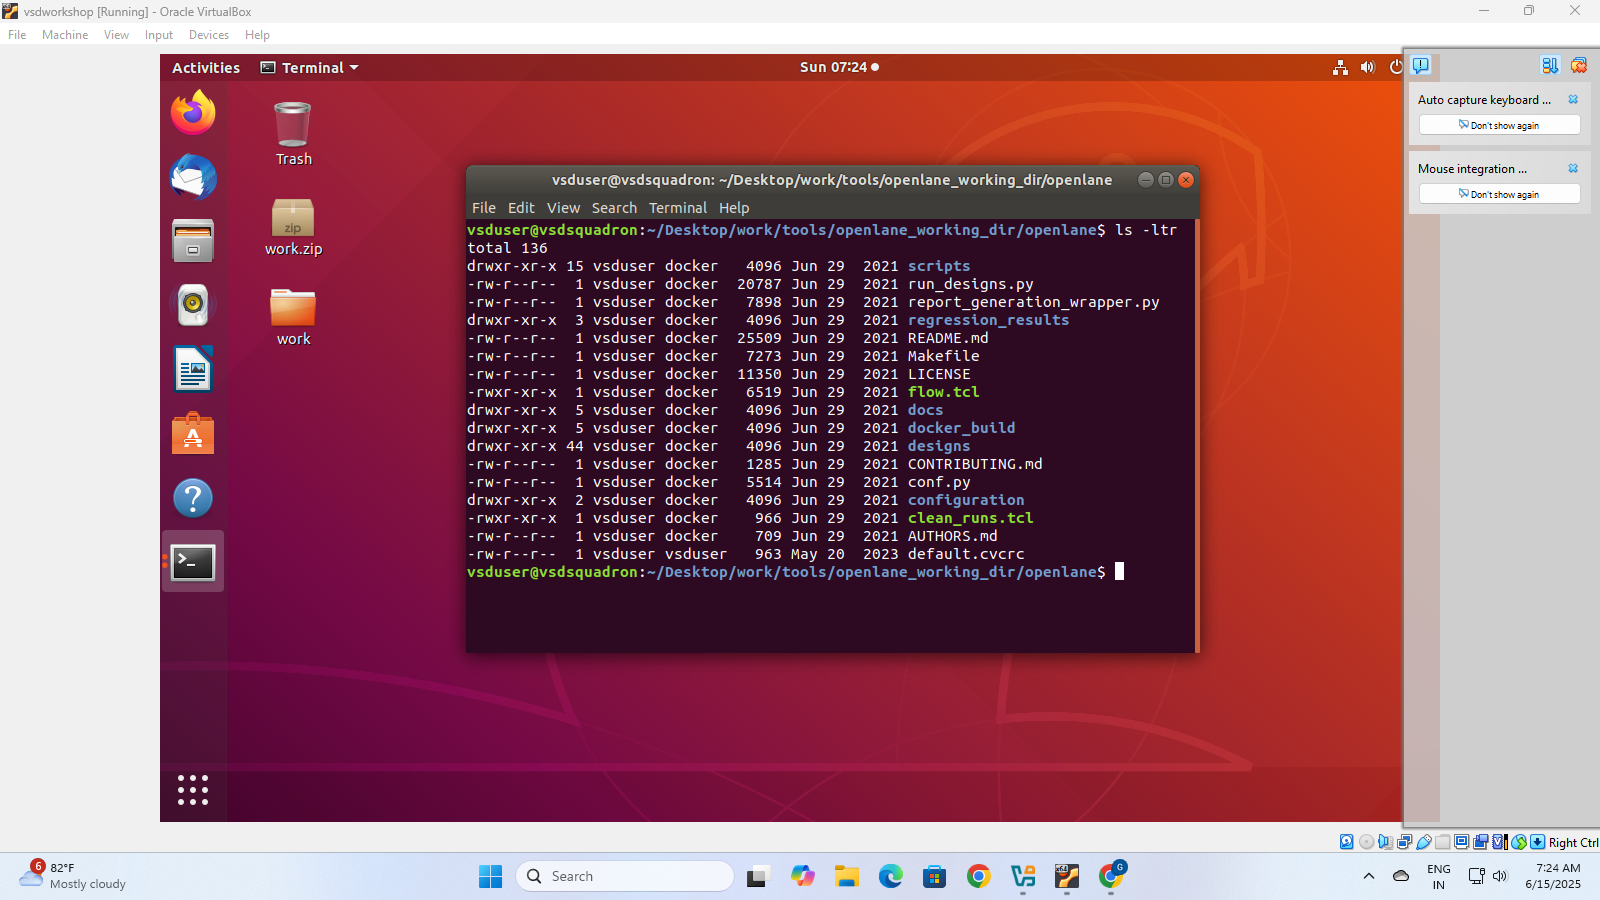 vsdworkshop [Running] - Oracle VirtualBox
File Machine View Input Devices Help
Activities Terminal Sun 07:24
Auto capture keyboard ...
Don't show again
Mouse integration ...
Don't show again
Trash
zip
work.zip
work
vsduser@vsdsquadron: ~/Desktop/work/tools/openlane_working_dir/openlane
File Edit View Search Terminal Help
vsduser@vsdsquadron:~/Desktop/work/tools/openlane_working_dir/openlane$ ls -ltr
total 136
drwxr-xr-x 15 vsduser docker   4096 Jun 29  2021 scripts
-rw-r--r--  1 vsduser docker  20787 Jun 29  2021 run_designs.py
-rw-r--r--  1 vsduser docker   7898 Jun 29  2021 report_generation_wrapper.py
drwxr-xr-x  3 vsduser docker   4096 Jun 29  2021 regression_results
-rw-r--r--  1 vsduser docker  25509 Jun 29  2021 README.md
-rw-r--r--  1 vsduser docker   7273 Jun 29  2021 Makefile
-rw-r--r--  1 vsduser docker  11350 Jun 29  2021 LICENSE
-rwxr-xr-x  1 vsduser docker   6519 Jun 29  2021 flow.tcl
drwxr-xr-x  5 vsduser docker   4096 Jun 29  2021 docs
drwxr-xr-x  5 vsduser docker   4096 Jun 29  2021 docker_build
drwxr-xr-x 44 vsduser docker   4096 Jun 29  2021 designs
-rw-r--r--  1 vsduser docker   1285 Jun 29  2021 CONTRIBUTING.md
-rw-r--r--  1 vsduser docker   5514 Jun 29  2021 conf.py
drwxr-xr-x  2 vsduser docker   4096 Jun 29  2021 configuration
-rwxr-xr-x  1 vsduser docker    966 Jun 29  2021 clean_runs.tcl
-rw-r--r--  1 vsduser docker    709 Jun 29  2021 AUTHORS.md
-rw-r--r--  1 vsduser vsduser   963 May 20  2023 default.cvcrc
vsduser@vsdsquadron:~/Desktop/work/tools/openlane_working_dir/openlane$
Right Ctrl
6
82°F
Mostly cloudy
Search
G
ENG
IN
7:24 AM
6/15/2025